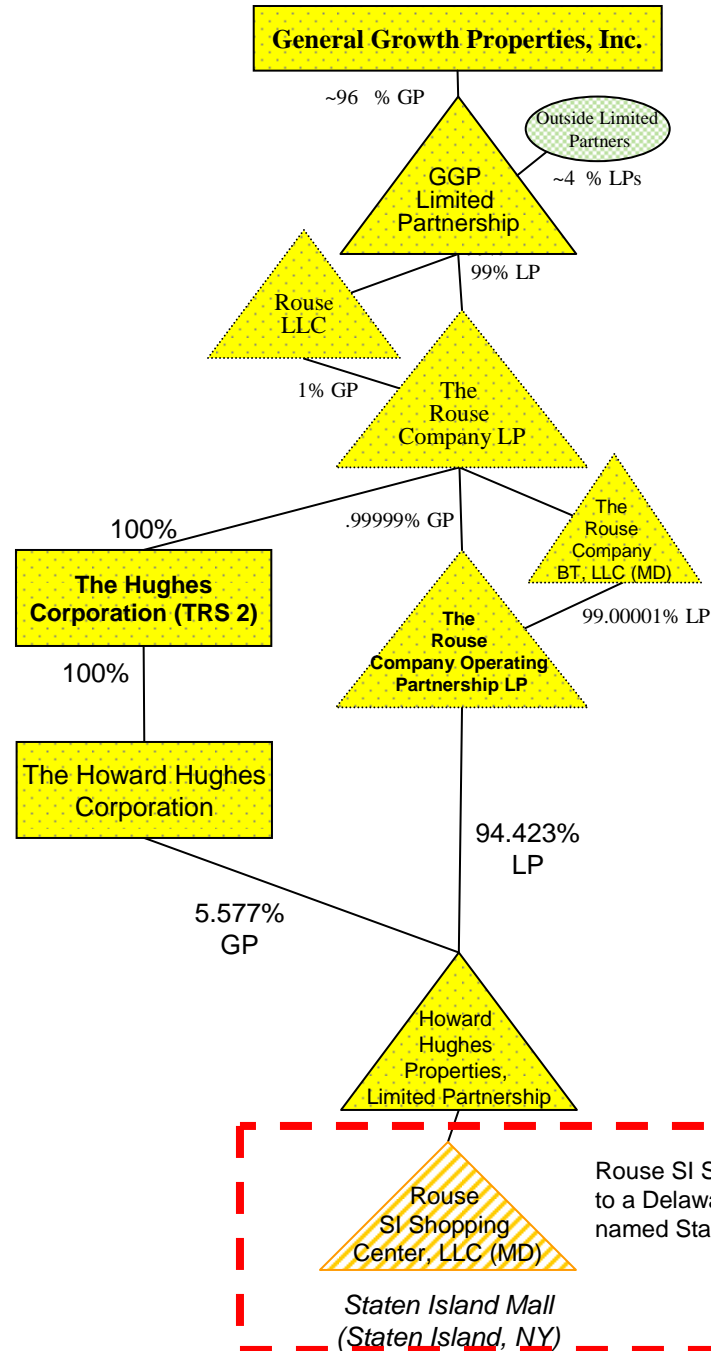 General Growth Properties, Inc.
~96 % GP
Outside Limited
Partners
~4 % LPs
GGP
Limited
Partnership
99% LP
Rouse
LLC
1% GP
The
Rouse
Company LP
100%
.99999% GP
The
Rouse
Company
BT, LLC (MD)
The Hughes
Corporation (TRS 2)
99.00001% LP
The
Rouse
Company Operating
Partnership LP
100%
The Howard Hughes
Corporation
94.423%
LP
5.577%
GP
Howard
Hughes
Properties,
Limited Partnership
Rouse
SI Shopping
Center, LLC (MD)
Rouse SI S
to a Delawa
named Sta
Staten Island Mall
(Staten Island, NY)